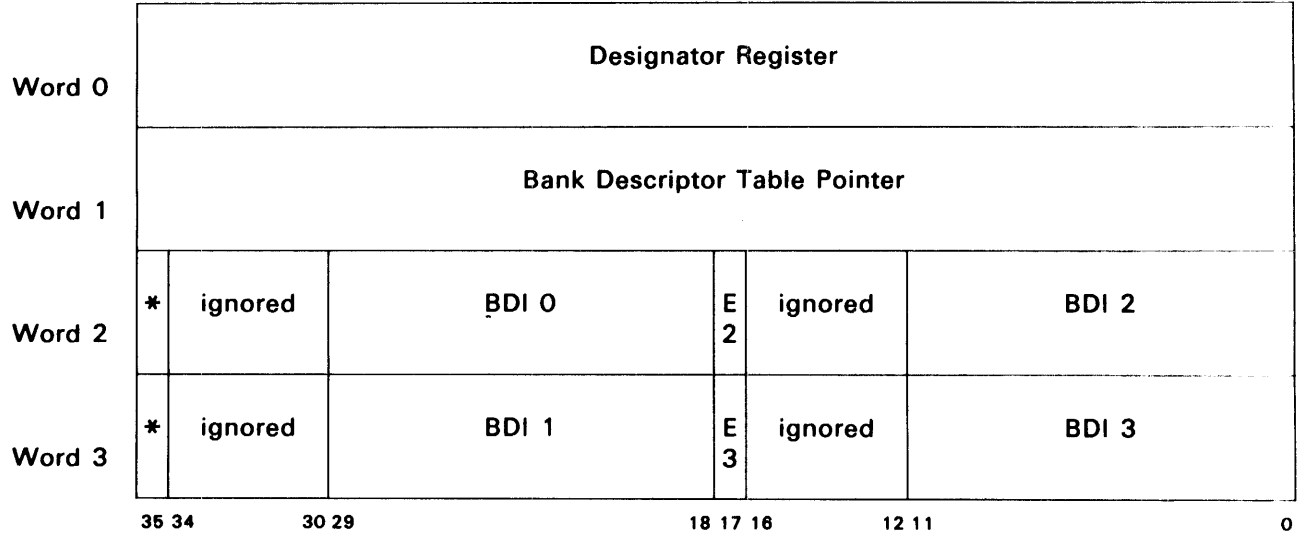 Designator Register
Word 0
Bank Descriptor Table Pointer
Word 1
* ignored BDI 0 E 2 ignored BDI 2
Word 2
* ignored BDI 1 E 3 ignored BDI 3
Word 3
35 34 30 29 18 17 16 12 11 0